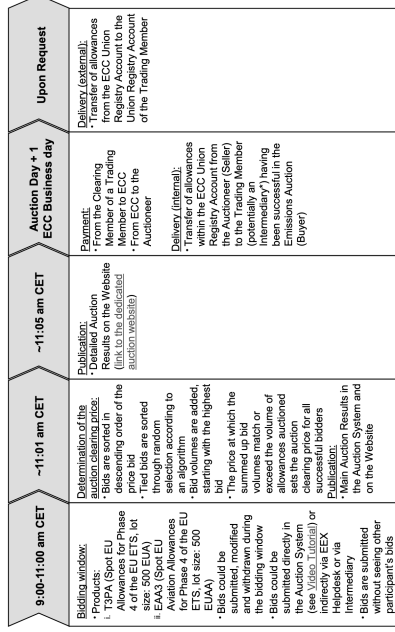 9:00-11:00 am CET
Bidding window:
• Products:
i. T3PA (Spot EU
Allowances for Phase
4 of the EU ETS, lot
size: 500 EUA)
ii. EAA3 (Spot EU
Aviation Allowances
for Phase 4 of the EU
ETS, lot size: 500
EUAA)
• Bids could be
submitted, modified
and withdrawn during
the bidding window
• Bids could be
submitted directly in
the Auction System
(see Video Tutorial) or
indirectly via EEX
Helpdesk or via
Intermediary
• Bids are submitted
without seeing other
participant's bids
~11:01 am CET
Determination of the
auction clearing price:
• Bids are sorted in
descending order of the
price bid
• Tied bids are sorted
through random
selection according to
an algorithm
• Bid volumes are added,
starting with the highest
bid
• The price at which the
summed up bid
volumes match or
exceed the volume of
allowances auctioned
sets the auction
clearing price for all
successful bidders
Publication:
• Main Auction Results in
the Auction System and
on the Website
~11:05 am CET
Publication:
• Detailed Auction
Results on the Website
(link to the dedicated
auction website)
Auction Day + 1
ECC Business day
Payment:
• From the Clearing
Member of a Trading
Member to ECC
• From ECC to the
Auctioneer
Delivery (internal):
• Transfer of allowances
within the ECC Union
Registry Account from
the Auctioneer (Seller)
to the Trading Member
(potentially an
Intermediary*) having
been successful in the
Emissions Auction
(Buyer)
Upon Request
Delivery (external):
• Transfer of allowances
from the ECC Union
Registry Account to the
Union Registry Account
of the Trading Member